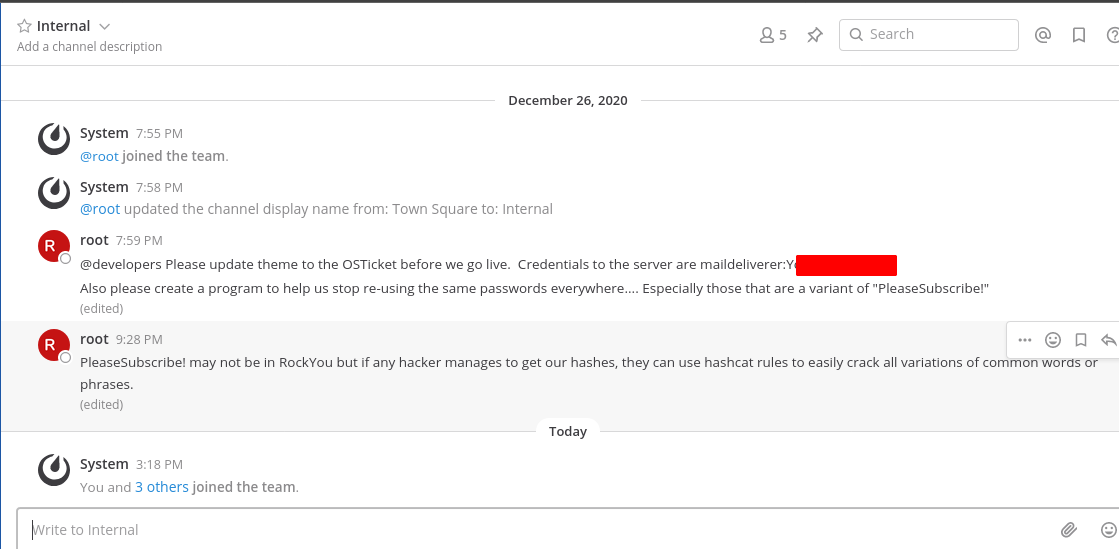 Internal
Add a channel description
5
Search
December 26, 2020
System 7:55 PM
@root joined the team.
System 7:58 PM
@root updated the channel display name from: Town Square to: Internal
root 7:59 PM
@developers Please update theme to the OSTicket before we go live. Credentials to the server are maildeliverer:Y
Also please create a program to help us stop re-using the same passwords everywhere.... Especially those that are a variant of "PleaseSubscribe!"
(edited)
root 9:28 PM
PleaseSubscribe! may not be in RockYou but if any hacker manages to get our hashes, they can use hashcat rules to easily crack all variations of common words or
phrases.
(edited)
Today
System 3:18 PM
You and 3 others joined the team.
Write to Internal